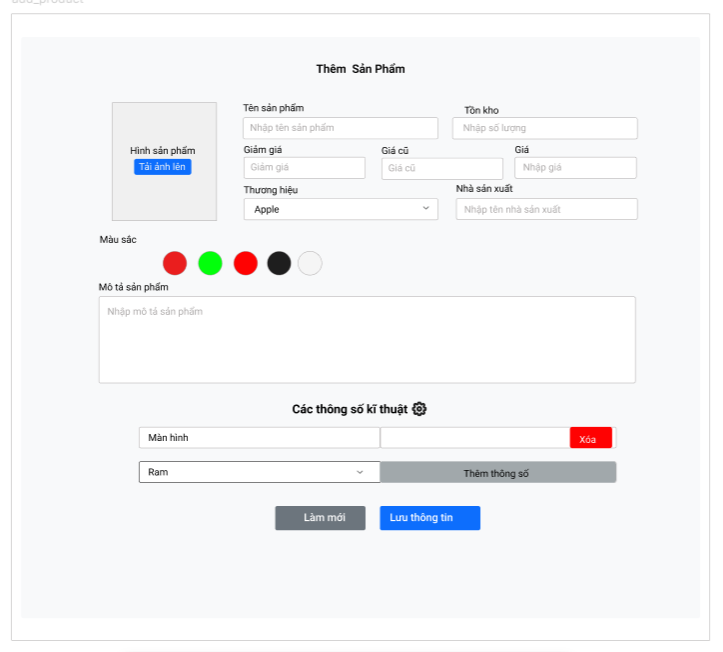 add_product
Thêm Sản Phẩm
Tên sản phẩm
Tồn kho
Nhập tên sản phẩm
Nhập số lượng
Hình sản phẩm
Tải ảnh lên
Giảm giá
Giá cũ
Giá
Giảm giá
Giá cũ
Nhập giá
Thương hiệu
Nhà sản xuất
Apple
Nhập tên nhà sản xuất
Màu sắc
Mô tả sản phẩm
Nhập mô tả sản phẩm
Các thông số kĩ thuật
Màn hình
Xóa
Ram
Thêm thông số
Làm mới
Lưu thông tin